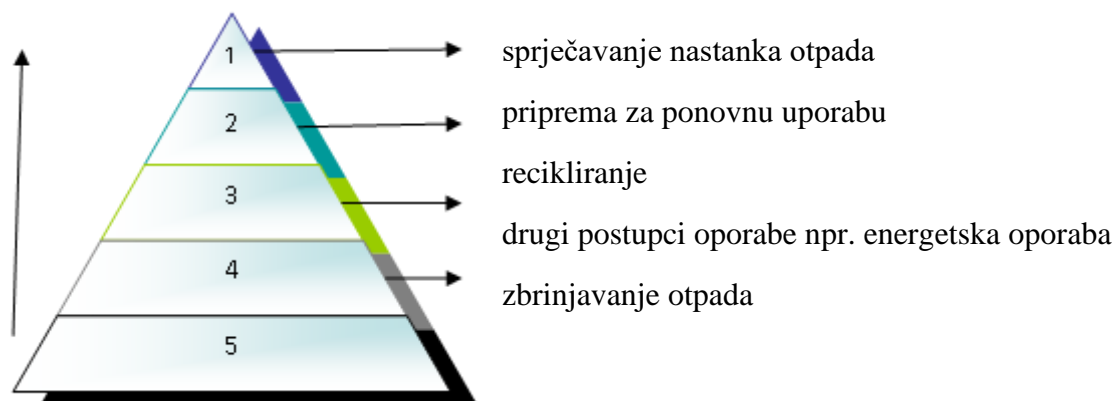 1
sprječavanje nastanka otpada
2
priprema za ponovnu uporabu
recikliranje
3
drugi postupci oporabe npr. energetska oporaba
4
zbrinjavanje otpada
5